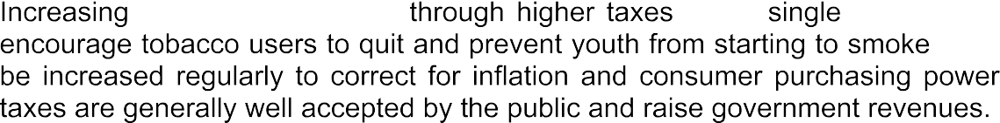 Increasing through higher taxes single
encourage tobacco users to quit and prevent youth from starting to smoke
be increased regularly to correct for inflation and consumer purchasing power
taxes are generally well accepted by the public and raise government revenues.